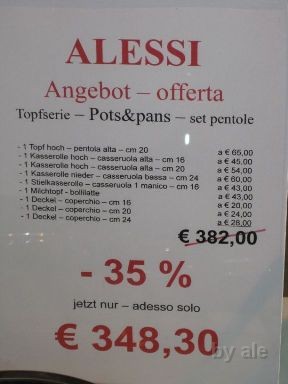 ALESSI
Angebot – offerta
Topfserie – Pots&pans – set pentole
- 1 Topf hoch – pentola alta – cm 20 a € 65,00
- 1 Kasserolle hoch – casseruola alta – cm 16 a € 45,00
- 1 Kasserolle hoch – casseruola alta – cm 20 a € 54,00
- 1 Kasserolle nieder – casseruola bassa – cm 24 a € 60,00
- 1 Stielkasserolle – casseruola 1 manico – cm 16 a € 43,00
- 1 Milchtopf - bollilatte a € 43,00
- 1 Deckel – coperchio – cm 16 a € 20,00
- 1 Deckel – coperchio – cm 20 a € 24,00
- 1 Deckel – coperchio – cm 24 a € 28,00
€ 382,00
- 35 %
jetzt nur – adesso solo
€ 348,30
by ale